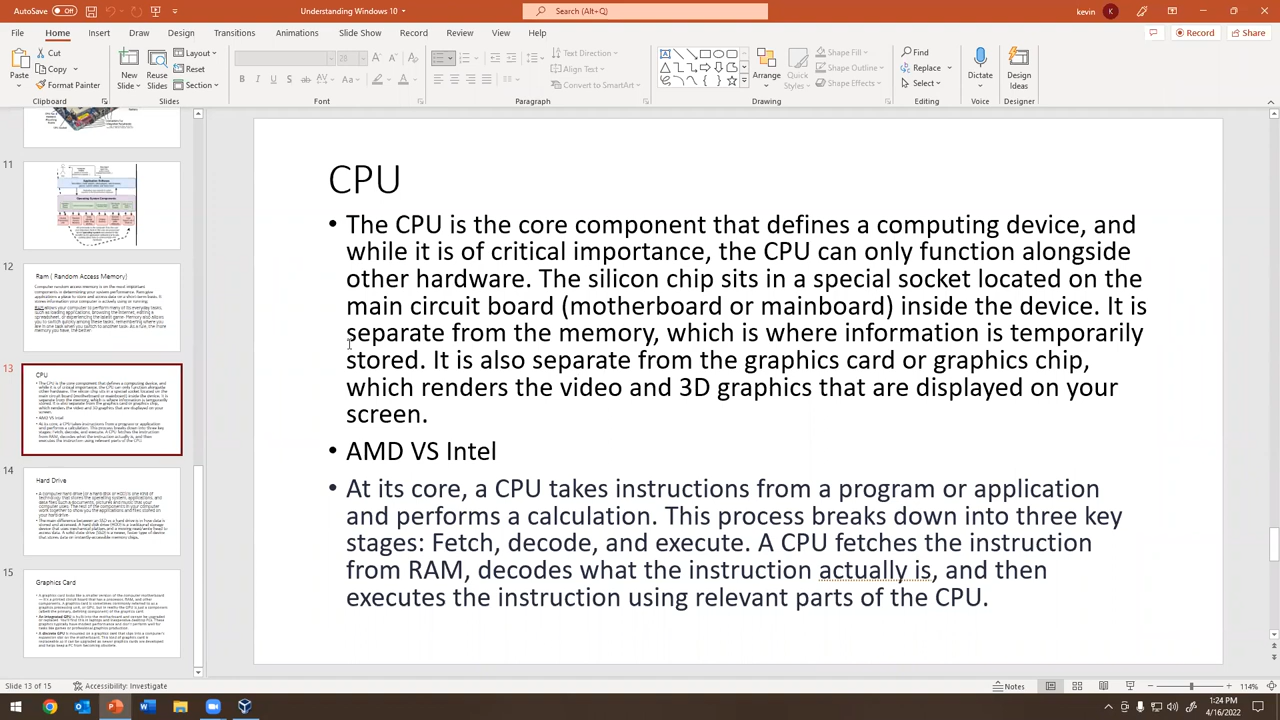 AutoSave Off Understanding Windows 10 Search (Alt+Q) kevin K
File Home Insert Draw Design Transitions Animations Slide Show Record Review View Help Record Share
Paste Cut Copy Format Painter Clipboard
New Slide Reuse Slides Layout Reset Section Slides
28 B I U S ab AV Aa A Font
Text Direction Align Text Convert to SmartArt Paragraph
Arrange Quick Styles Shape Fill Shape Outline Shape Effects Drawing
Find Replace Select Editing
Dictate Voice
Design Ideas Designer
11
12
Ram ( Random Access Memory)
13
CPU
AMD VS Intel
14
Hard Drive
15
Graphics Card
CPU
• The CPU is the core component that defines a computing device, and
while it is of critical importance, the CPU can only function alongside
other hardware. The silicon chip sits in a special socket located on the
main circuit board (motherboard or mainboard) inside the device. It is
separate from the memory, which is where information is temporarily
stored. It is also separate from the graphics card or graphics chip,
which renders the video and 3D graphics that are displayed on your
screen.
• AMD VS Intel
• At its core, a CPU takes instructions from a program or application
and performs a calculation. This process breaks down into three key
stages: Fetch, decode, and execute. A CPU fetches the instruction
from RAM, decodes what the instruction actually is, and then
executes the instruction using relevant parts of the CPU.
Slide 13 of 15 Accessibility: Investigate Notes 114%
1:24 PM
4/16/2022